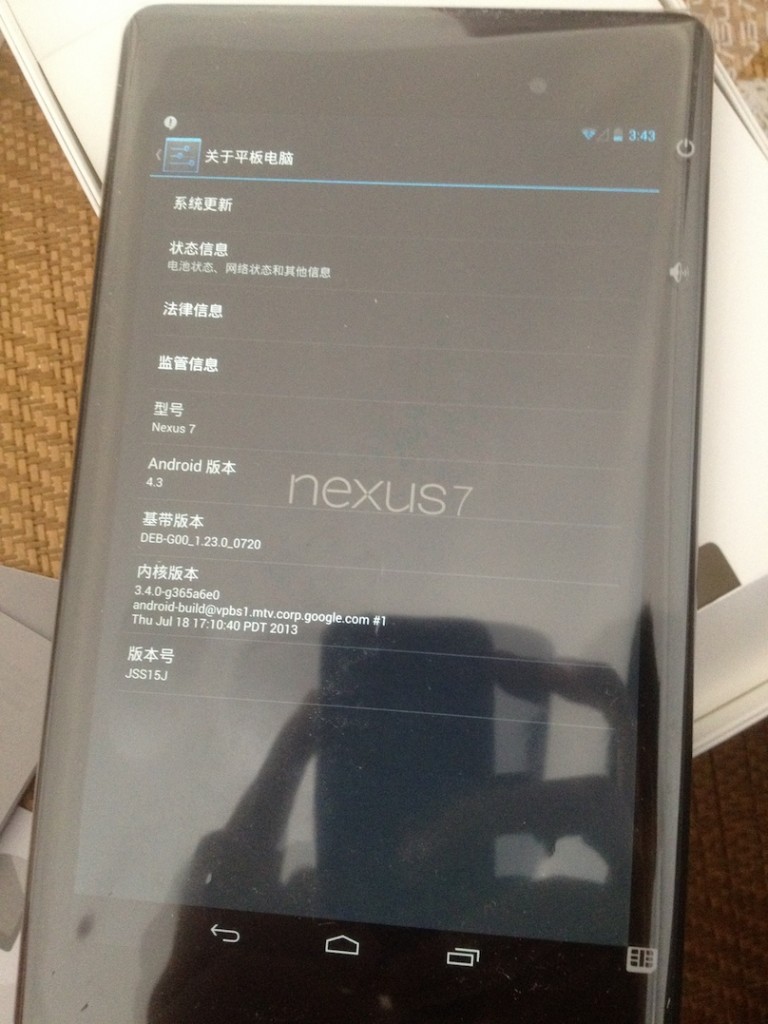 3:43
关于平板电脑
系统更新
状态信息
电池状态、网络状态和其他信息
法律信息
监管信息
型号
Nexus 7
Android 版本
4.3
nexus7
基带版本
DEB-G00_1.23.0_0720
内核版本
3.4.0-g365a6e0
android-build@vpbs1.mtv.corp.google.com #1
Thu Jul 18 17:10:40 PDT 2013
版本号
JSS15J